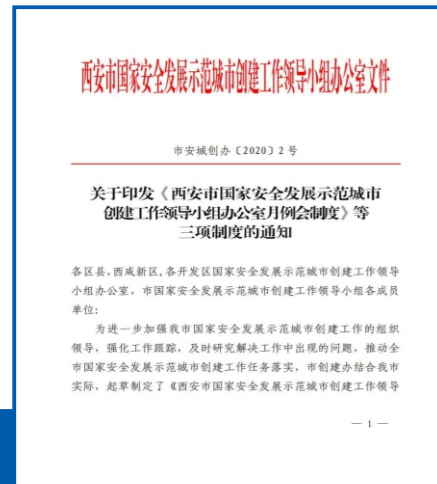 西安市国家安全发展示范城市创建工作领导小组办公室文件
市安城创办〔2020〕2号
关于印发《西安市国家安全发展示范城市
创建工作领导小组办公室月例会制度》等
三项制度的通知
各区县，西咸新区，各开发区国家安全发展示范城市创建工作领导
小组办公室，市国家安全发展示范城市创建工作领导小组各成员
单位：
为进一步加强我市国家安全发展示范城市创建工作的组织
领导，强化工作跟踪，及时研究解决工作中出现的问题，推动全
市国家安全发展示范城市创建工作任务落实，市创建办结合我市
实际，起草制定了《西安市国家安全发展示范城市创建工作领导
— 1 —